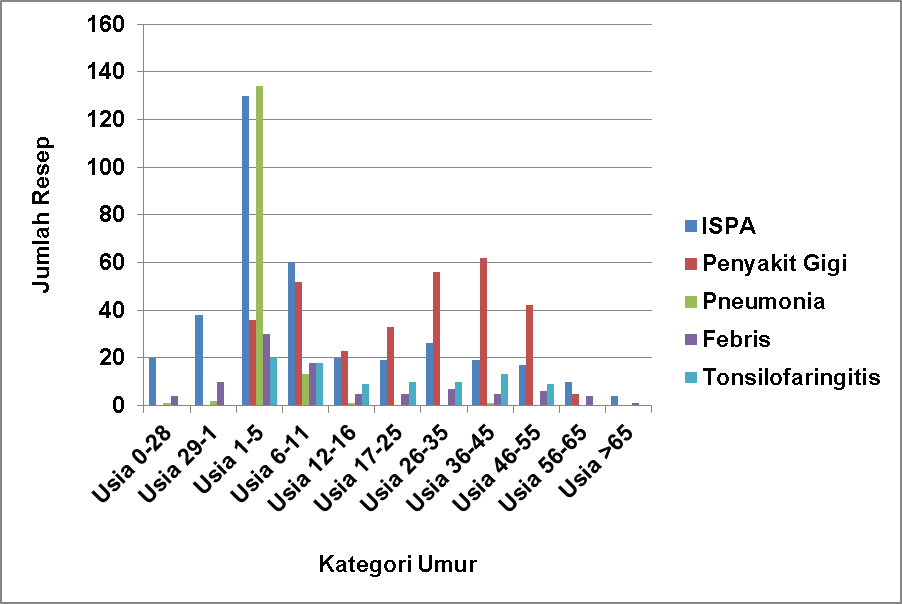 160
140
120
100
80
60
40
20
0
Jumlah Resep
Usia 0-28
Usia 29-1
Usia 1-5
Usia 6-11
Usia 12-16
Usia 17-25
Usia 26-35
Usia 36-45
Usia 46-55
Usia 56-65
Usia >65
Kategori Umur
ISPA
Penyakit Gigi
Pneumonia
Febris
Tonsilofaringitis